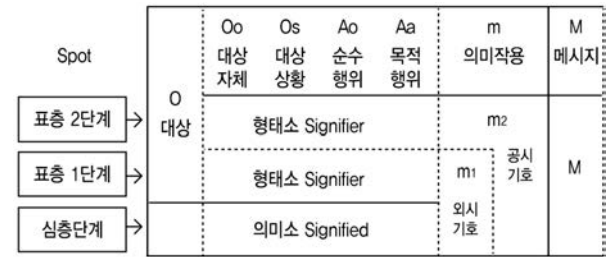 Oo Os Ao Aa m M
Spot 대상 대상 순수 목적 의미작용 메시지
자체 상황 행위 행위
O
대상
표층 2단계 형태소 Signifier m2
공시
기호
표층 1단계 형태소 Signifier m1 M
외시
기호
심층단계 의미소 Signified